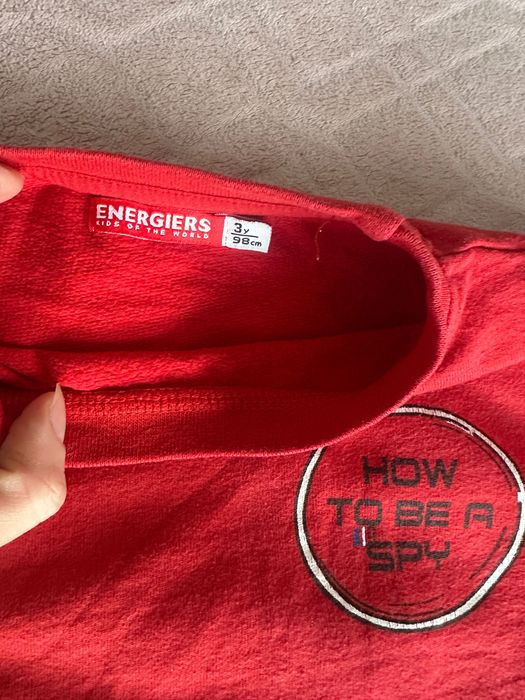 ENERGIERS
KIDS OF THE WORLD
3y
98cm
HOW
TO BE A
SPY